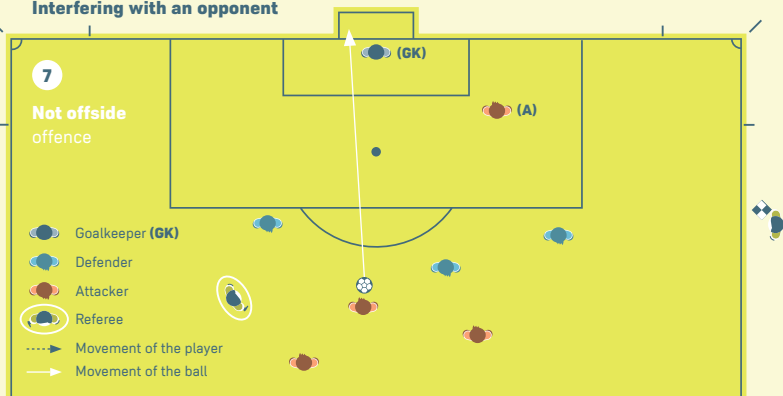 Interfering with an opponent
(GK)
7
(A)
Not offside
offence
Goalkeeper (GK)
Defender
Attacker
Referee
Movement of the player
Movement of the ball